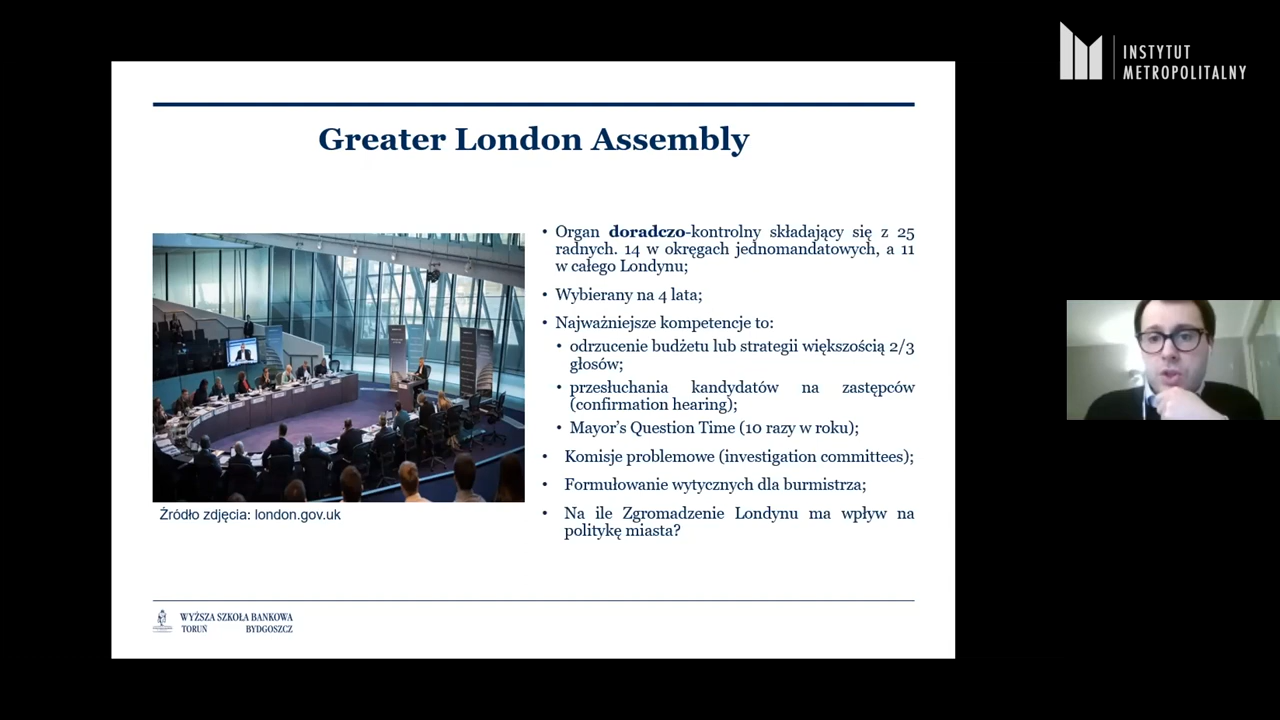 INSTYTUT
METROPOLITALNY
Greater London Assembly
• Organ doradczo-kontrolny składający się z 25
radnych. 14 w okręgach jednomandatowych, a 11
w całego Londynu;
• Wybierany na 4 lata;
• Najważniejsze kompetencje to:
• odrzucenie budżetu lub strategii większością 2/3
głosów;
• przesłuchania kandydatów na zastępców
(confirmation hearing);
• Mayor’s Question Time (10 razy w roku);
• Komisje problemowe (investigation committees);
• Formułowanie wytycznych dla burmistrza;
• Na ile Zgromadzenie Londynu ma wpływ na
politykę miasta?
Źródło zdjęcia: london.gov.uk
WYŻSZA SZKOŁA BANKOWA
TORUŃ BYDGOSZCZ